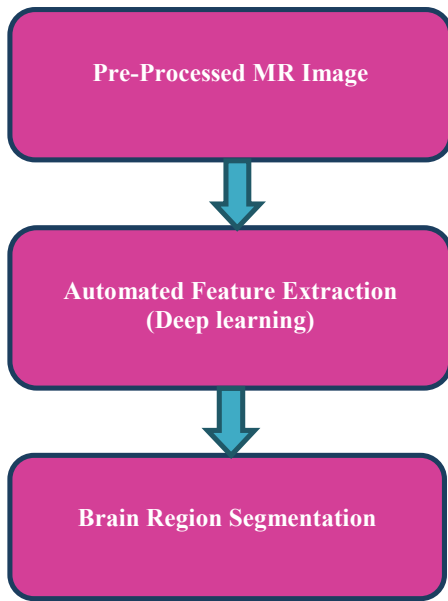 Pre-Processed MR Image
Automated Feature Extraction
(Deep learning)
Brain Region Segmentation